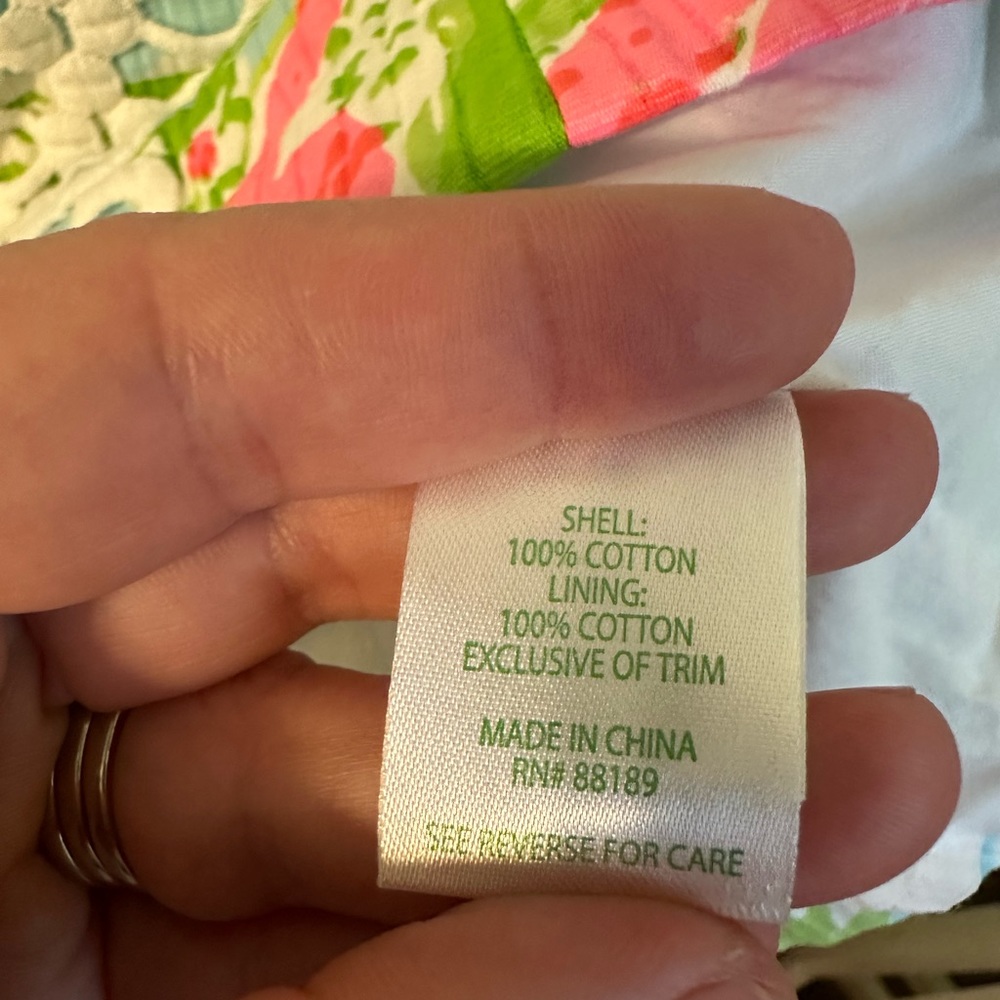 SHELL:
100% COTTON
LINING:
100% COTTON
EXCLUSIVE OF TRIM
MADE IN CHINA
RN# 88189
SEE REVERSE FOR CARE